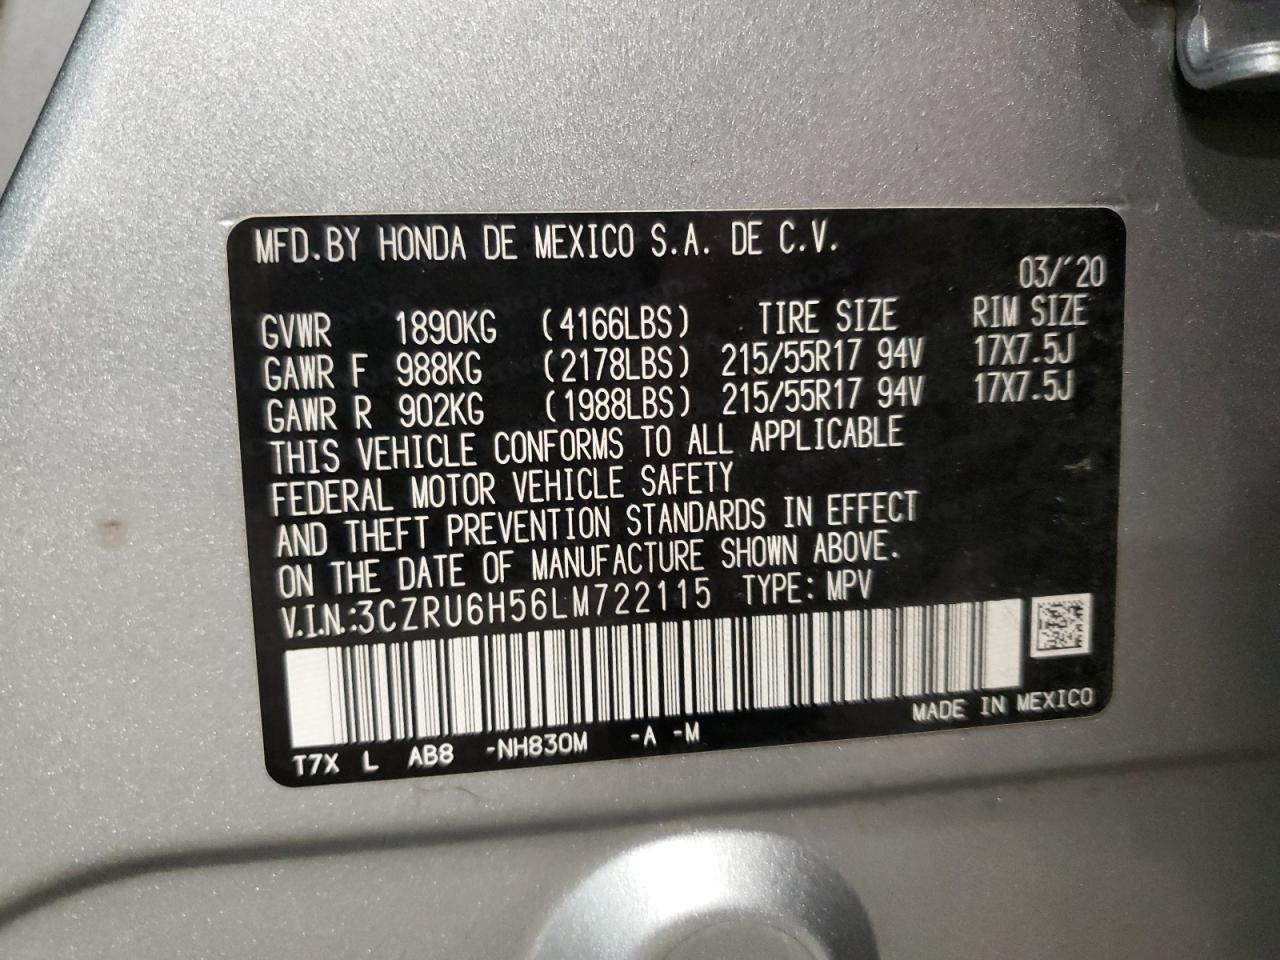 MFD.BY HONDA DE MEXICO S.A. DE C.V.
03/'20
GVWR 1890KG (4166LBS) TIRE SIZE RIM SIZE
GAWR F 988KG (2178LBS) 215/55R17 94V 17X7.5J
GAWR R 902KG (1988LBS) 215/55R17 94V 17X7.5J
THIS VEHICLE CONFORMS TO ALL APPLICABLE
FEDERAL MOTOR VEHICLE SAFETY
AND THEFT PREVENTION STANDARDS IN EFFECT
ON THE DATE OF MANUFACTURE SHOWN ABOVE.
V.I.N.:3CZRU6H56LM722115 TYPE: MPV
MADE IN MEXICO
T7X L AB8 -NH830M -A -M